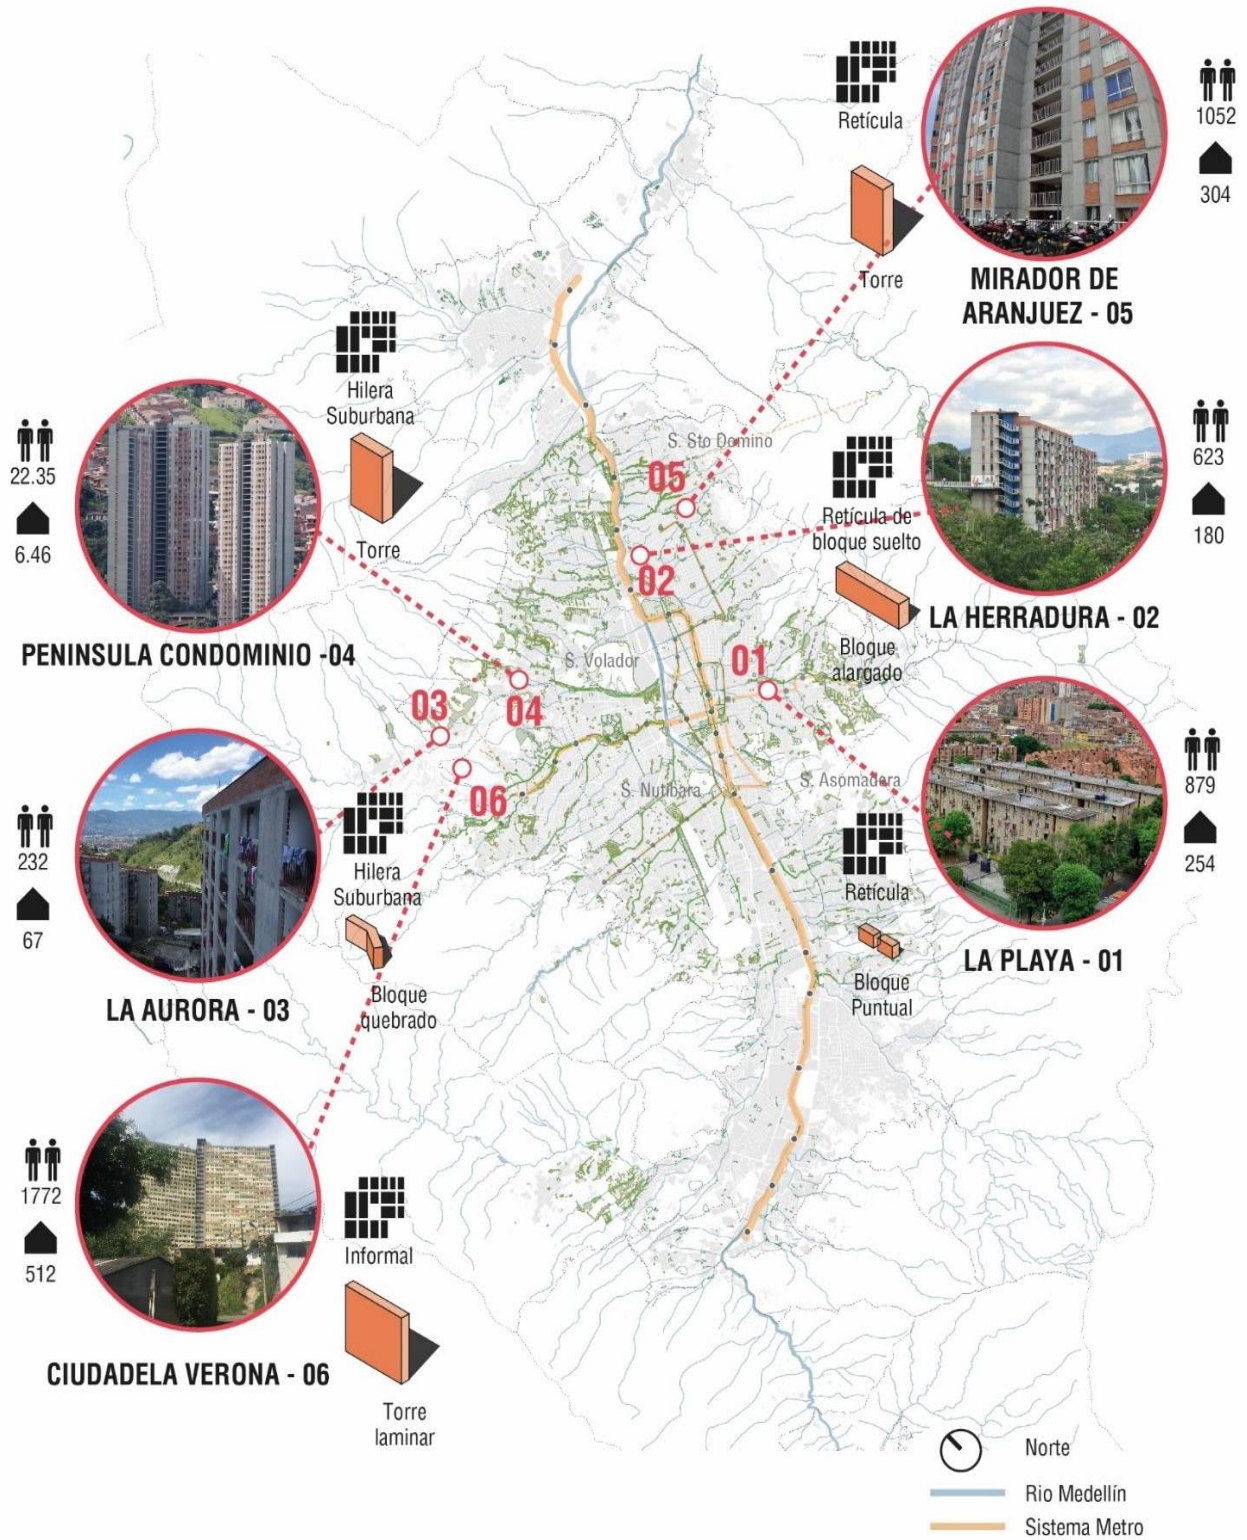 Retícula
Torre
1052
304
MIRADOR DE
ARANJUEZ - 05
Hilera
Suburbana
Torre
22.35
6.46
PENINSULA CONDOMINIO -04
S. Sto Domino
05
Retícula de
bloque suelto
Bloque
alargado
623
180
LA HERRADURA - 02
02
S. Volador
01
03
04
06
S. Nutibara
S. Asomadera
232
67
LA AURORA - 03
Hilera
Suburbana
Bloque
quebrado
Retícula
Bloque
Puntual
879
254
LA PLAYA - 01
1772
512
CIUDADELA VERONA - 06
Informal
Torre
laminar
Norte
Rio Medellín
Sistema Metro